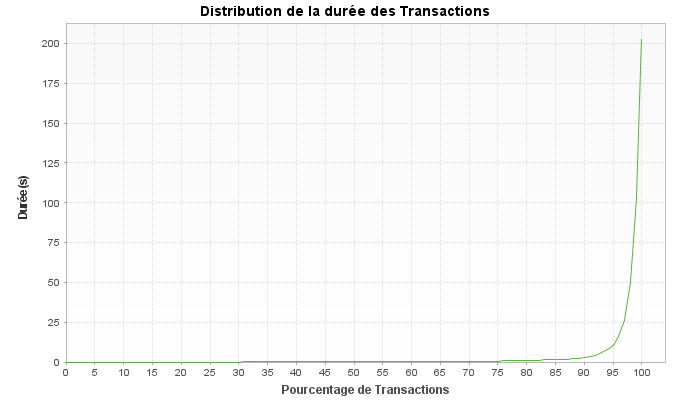 Distribution de la durée des Transactions
Durée(s)
200
175
150
125
100
75
50
25
0
0 5 10 15 20 25 30 35 40 45 50 55 60 65 70 75 80 85 90 95 100
Pourcentage de Transactions